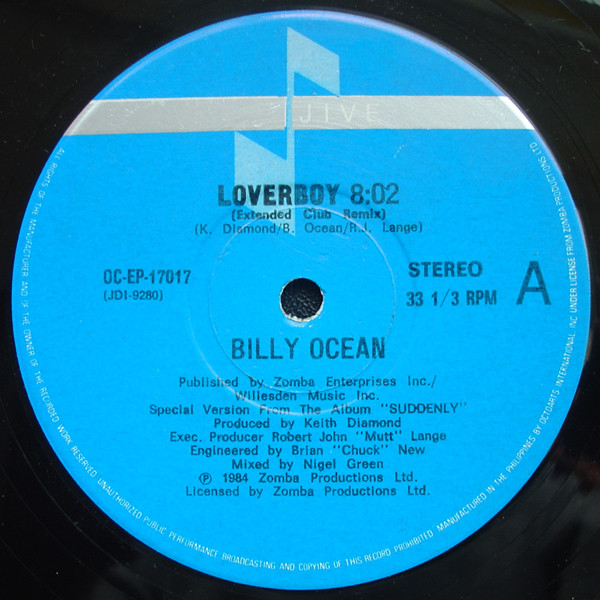 JIVE
LOVERBOY 8:02
(Extended Club Remix)
(K. Diamond/B. Ocean/R.J. Lange)
OC-EP-17017
(JDI-9280)
STEREO
33 1/3 RPM
A
BILLY OCEAN
Published by Zomba Enterprises Inc./
Willesden Music Inc.
Special Version From The Album "SUDDENLY"
Produced by Keith Diamond
Exec. Producer Robert John "Mutt" Lange
Engineered by Brian "Chuck" New
Mixed by Nigel Green
℗ 1984 Zomba Productions Ltd.
Licensed by Zomba Productions Ltd.
ALL RIGHTS OF THE MANUFACTURER AND OF THE OWNER OF THE RECORDED WORK RESERVED. UNAUTHORIZED PUBLIC PERFORMANCE BROADCASTING AND COPYING OF THIS RECORD PROHIBITED. MANUFACTURED IN THE PHILIPPINES BY OCTOARTS INTERNATIONAL INC UNDER LICENSE FROM ZOMBA PRODUCTIONS LTD